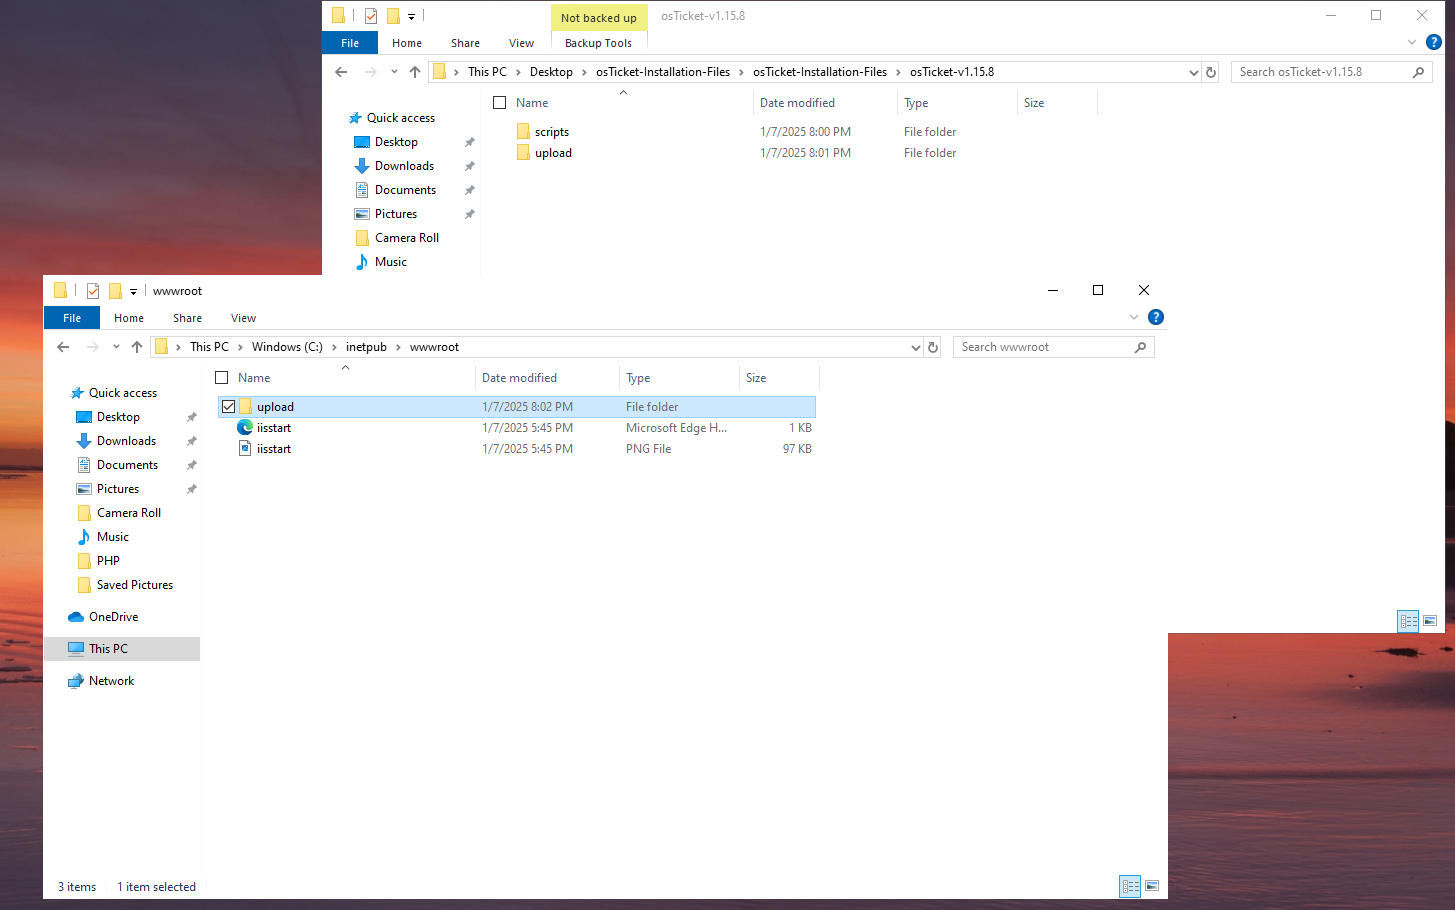 Not backed up osTicket-v1.15.8
File Home Share View Backup Tools
This PC Desktop osTicket-Installation-Files osTicket-Installation-Files osTicket-v1.15.8 Search osTicket-v1.15.8
Name Date modified Type Size
Quick access
Desktop
Downloads
Documents
Pictures
Camera Roll
Music
scripts 1/7/2025 8:00 PM File folder
upload 1/7/2025 8:01 PM File folder
wwwroot
File Home Share View
This PC Windows (C:) inetpub wwwroot Search wwwroot
Name Date modified Type Size
Quick access
Desktop
Downloads
Documents
Pictures
Camera Roll
Music
PHP
Saved Pictures
OneDrive
This PC
Network
upload 1/7/2025 8:02 PM File folder
iisstart 1/7/2025 5:45 PM Microsoft Edge H... 1 KB
iisstart 1/7/2025 5:45 PM PNG File 97 KB
3 items 1 item selected